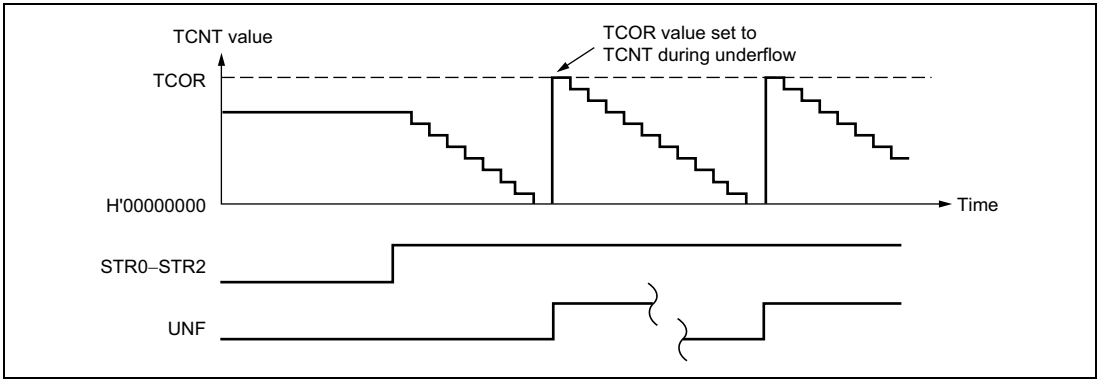 TCNT value
TCOR value set to
TCNT during underflow
TCOR
H'00000000
Time
STR0–STR2
UNF